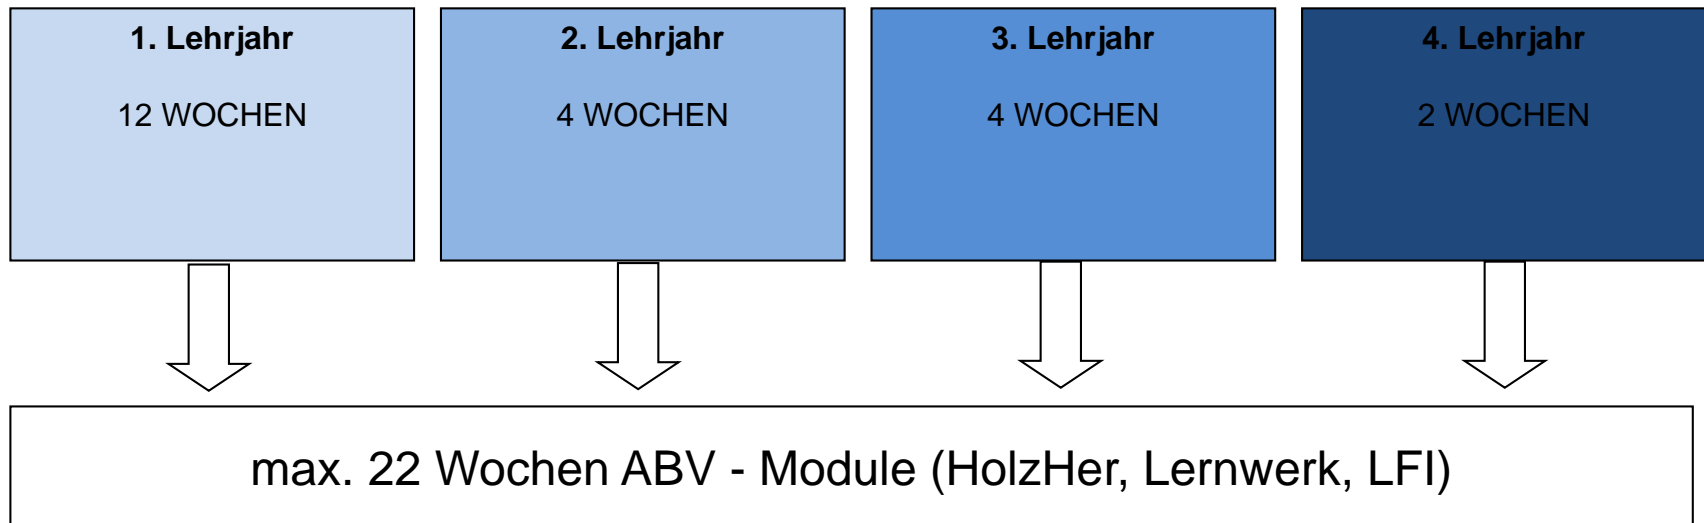 1. Lehrjahr
12 WOCHEN
2. Lehrjahr
4 WOCHEN
3. Lehrjahr
4 WOCHEN
4. Lehrjahr
2 WOCHEN
max. 22 Wochen ABV - Module (HolzHer, Lernwerk, LFI)